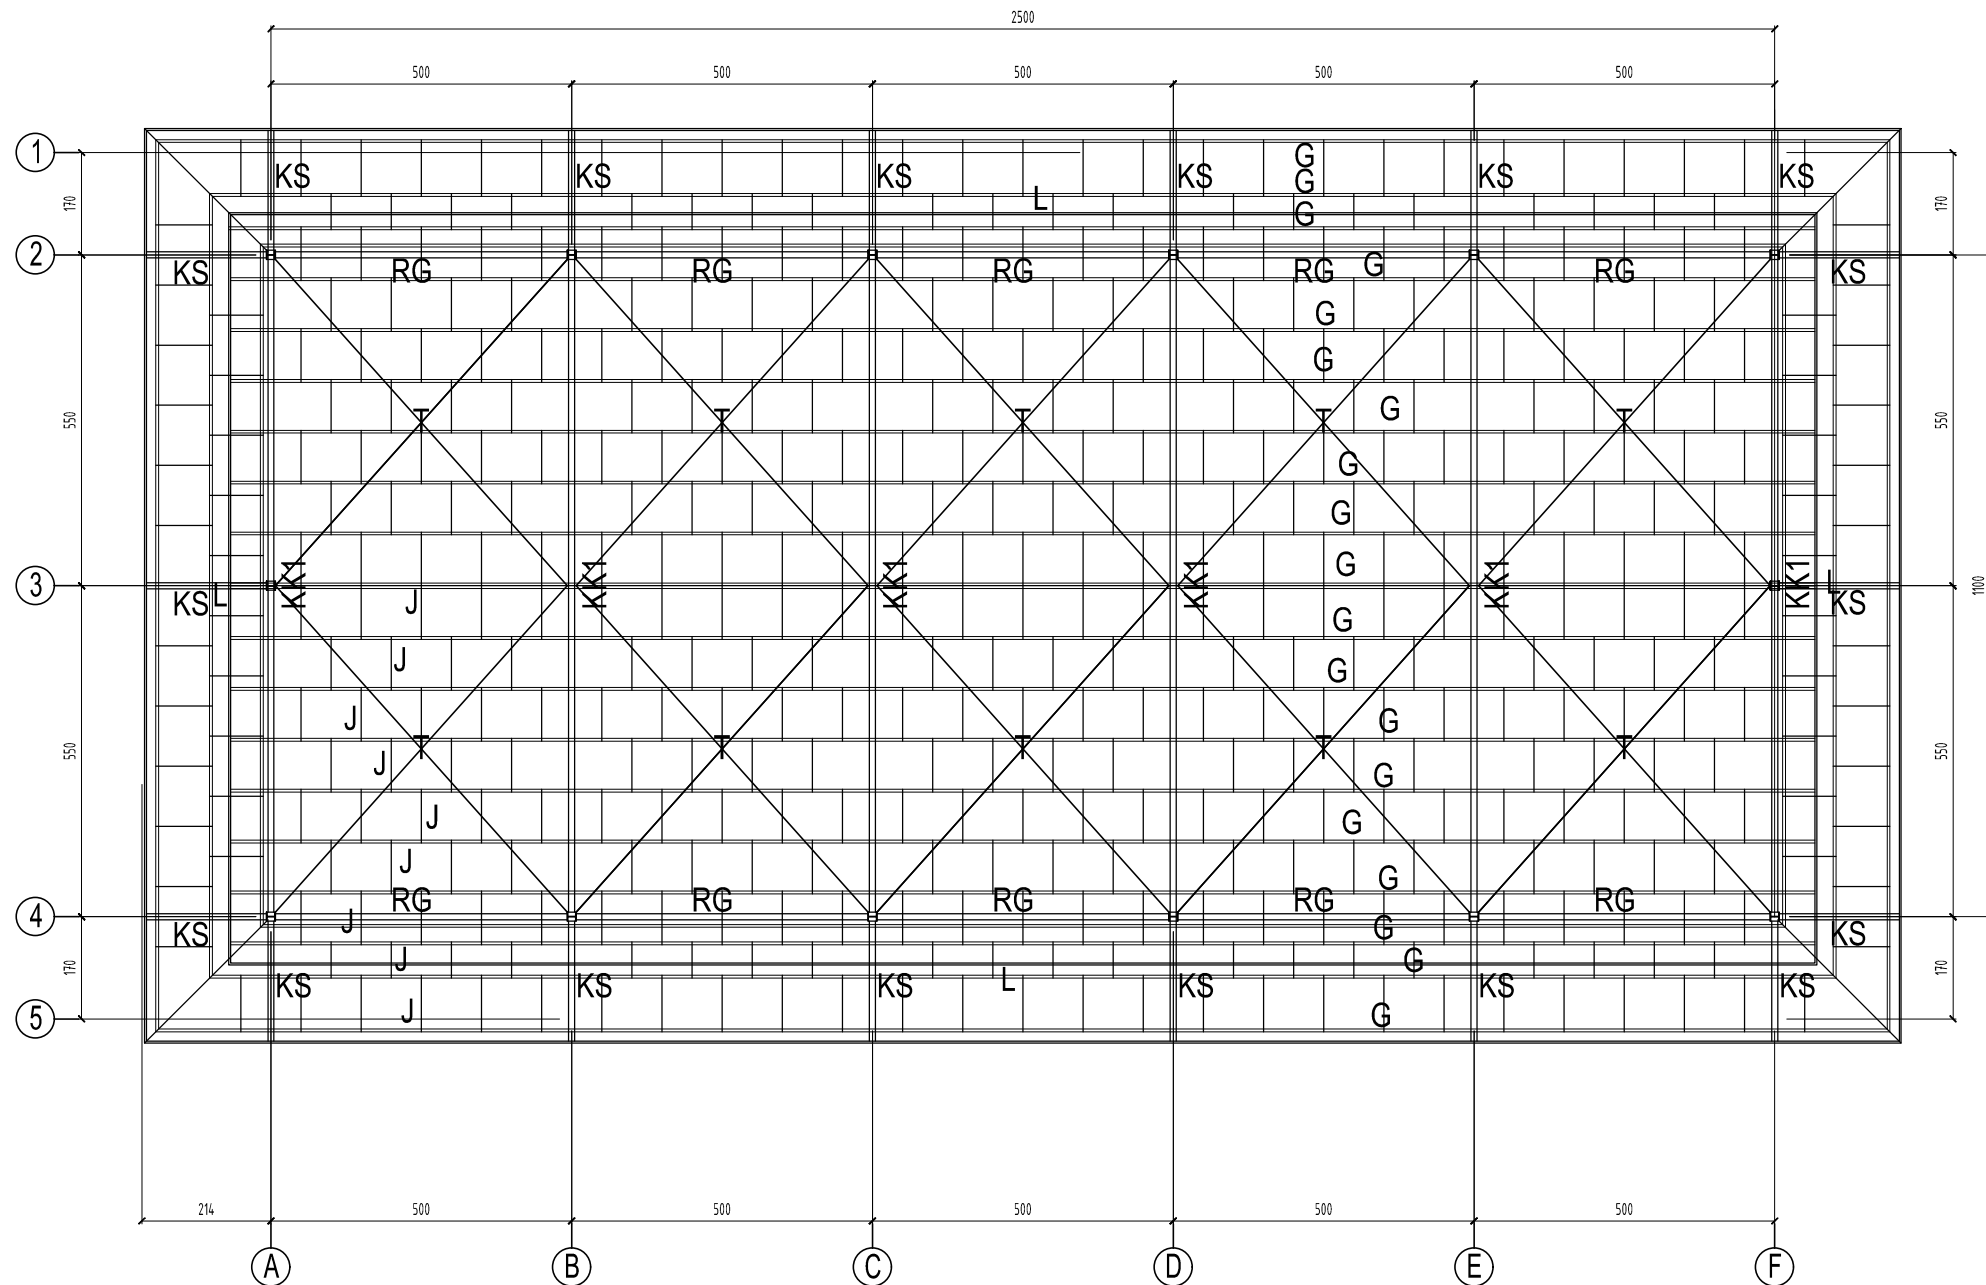 2500
500 500 500 500 500
1
KS KS KS KS KS KS
G
G
L
G
170 170
2
KS RG RG RG RG G RG KS
G
G
G
T T T T T
550 550
G
G
G
3
KK1 KK1 KK1 KK1 KK1 KK1
1100
KS L J L KS
G
J
G
J
G
T T T T T
550 550
J
G
J
G
J
G
RG RG RG RG RG
4
J
G
KS KS
J
G
170 170
L
KS KS KS KS KS KS
J
G
5
214 500 500 500 500 500
A B C D E F